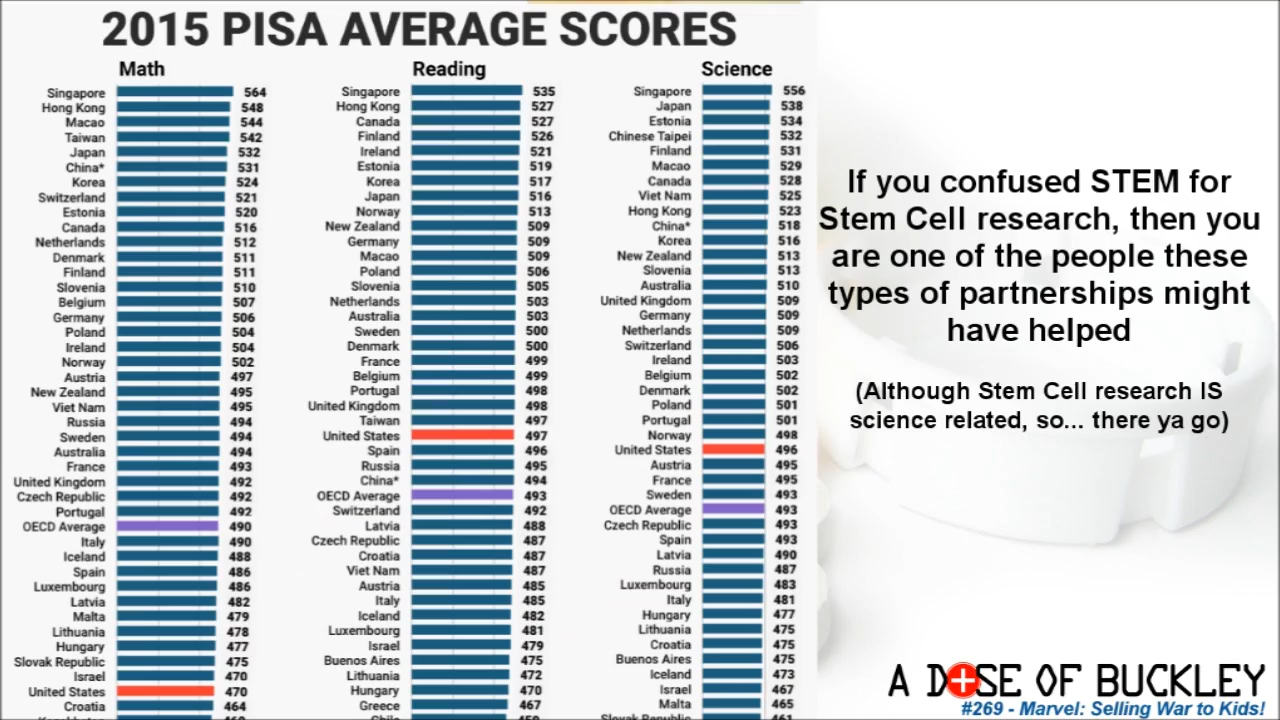 2015 PISA AVERAGE SCORES
Math
Singapore 564
Hong Kong 548
Macao 544
Taiwan 542
Japan 532
China* 531
Korea 524
Switzerland 521
Estonia 520
Canada 516
Netherlands 512
Denmark 511
Finland 511
Slovenia 510
Belgium 507
Germany 506
Poland 504
Ireland 504
Norway 502
Austria 497
New Zealand 495
Viet Nam 495
Russia 494
Sweden 494
Australia 494
France 493
United Kingdom 492
Czech Republic 492
Portugal 492
OECD Average 490
Italy 490
Iceland 488
Spain 486
Luxembourg 486
Latvia 482
Malta 479
Lithuania 478
Hungary 477
Slovak Republic 475
Israel 470
United States 470
Croatia 464
Reading
Singapore 535
Hong Kong 527
Canada 527
Finland 526
Ireland 521
Estonia 519
Korea 517
Japan 516
Norway 513
New Zealand 509
Germany 509
Macao 509
Poland 506
Slovenia 505
Netherlands 503
Australia 503
Sweden 500
Denmark 500
France 499
Belgium 499
Portugal 498
United Kingdom 498
Taiwan 497
United States 497
Spain 496
Russia 495
China* 494
OECD Average 493
Switzerland 492
Latvia 488
Czech Republic 487
Croatia 487
Viet Nam 487
Austria 485
Italy 485
Iceland 482
Luxembourg 481
Israel 479
Buenos Aires 475
Lithuania 472
Hungary 470
Greece 467
Science
Singapore 556
Japan 538
Estonia 534
Chinese Taipei 532
Finland 531
Macao 529
Canada 528
Viet Nam 525
Hong Kong 523
China* 518
Korea 516
New Zealand 513
Slovenia 513
Australia 510
United Kingdom 509
Germany 509
Netherlands 509
Switzerland 506
Ireland 503
Belgium 502
Denmark 502
Poland 501
Portugal 501
Norway 498
United States 496
Austria 495
France 495
Sweden 493
OECD Average 493
Czech Republic 493
Spain 493
Latvia 490
Russia 487
Luxembourg 483
Italy 481
Hungary 477
Lithuania 475
Croatia 475
Buenos Aires 475
Iceland 473
Israel 467
Malta 465
If you confused STEM for
Stem Cell research, then you
are one of the people these
types of partnerships might
have helped
(Although Stem Cell research IS
science related, so... there ya go)
A DOSE OF BUCKLEY
#269 - Marvel: Selling War to Kids!